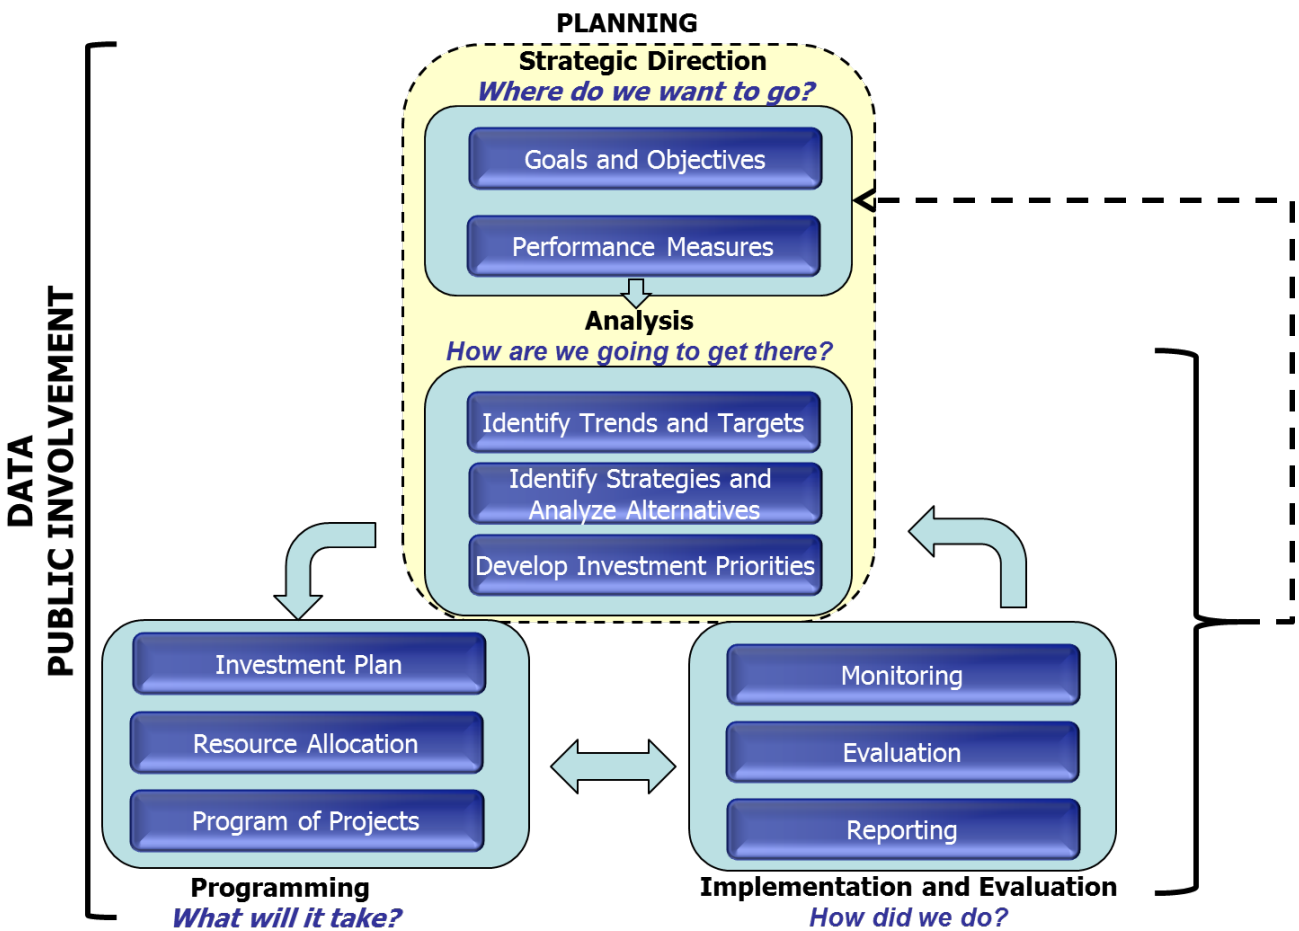 PLANNING
Strategic Direction
Where do we want to go?
Goals and Objectives
Performance Measures
Analysis
How are we going to get there?
Identify Trends and Targets
Identify Strategies and
Analyze Alternatives
Develop Investment Priorities
DATA
PUBLIC INVOLVEMENT
Investment Plan
Resource Allocation
Program of Projects
Programming
What will it take?
Monitoring
Evaluation
Reporting
Implementation and Evaluation
How did we do?